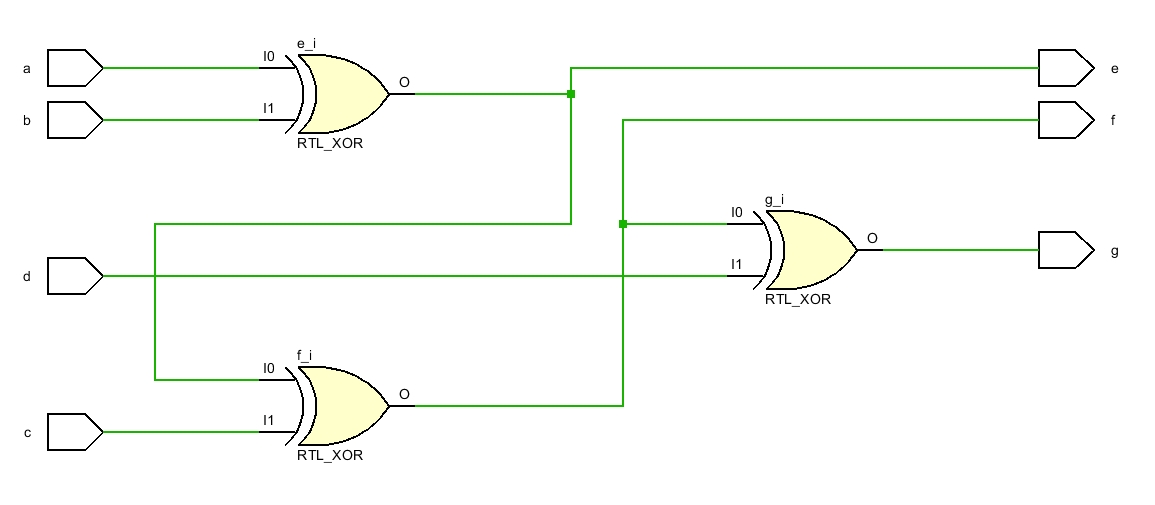 e_i
a
I0
O
e
b
I1
f
RTL_XOR
g_i
I0
O
g
d
I1
RTL_XOR
f_i
I0
O
c
I1
RTL_XOR